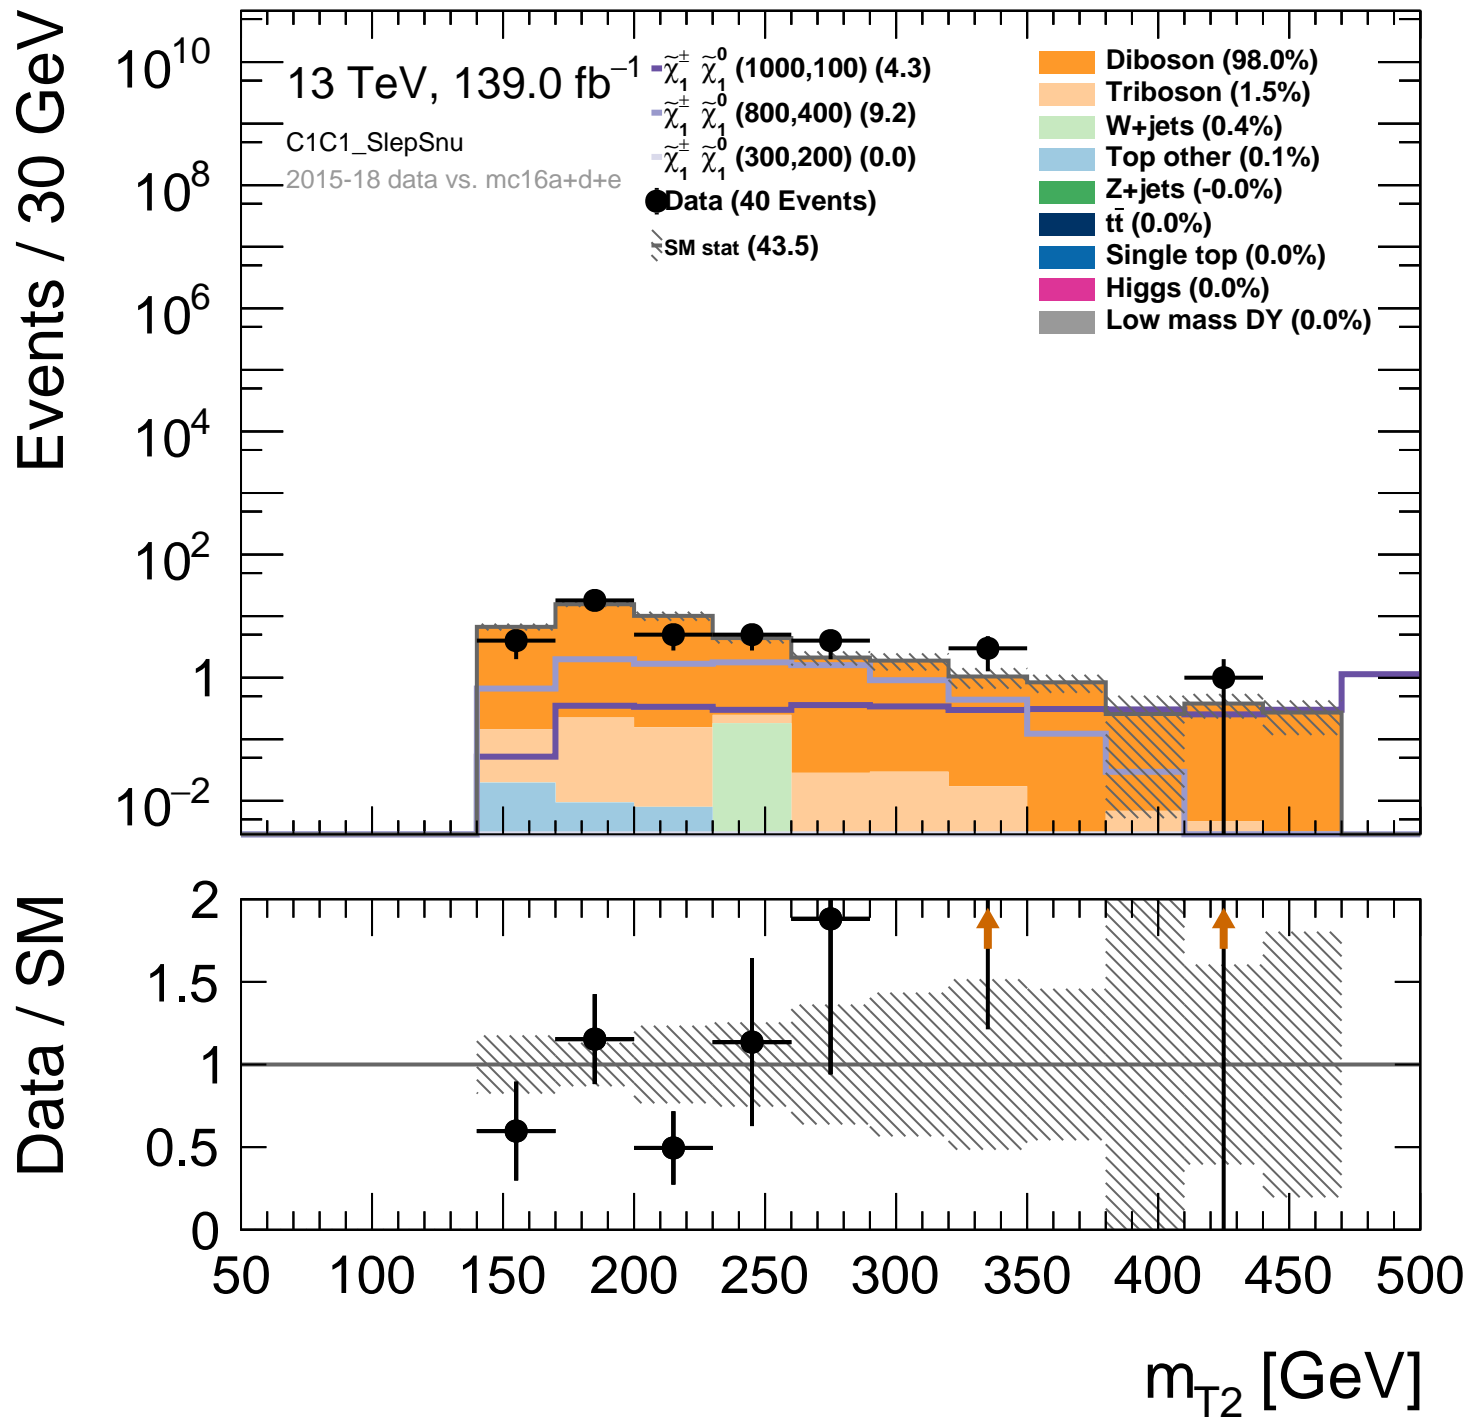 Events / 30 GeV
10¹⁰
10⁸
10⁶
10⁴
10²
1
10⁻²
13 TeV, 139.0 fb⁻¹
C1C1_SlepSnu
2015-18 data vs. mc16a+d+e
χ̃₁± χ̃₁⁰ (1000,100) (4.3)
χ̃₁± χ̃₁⁰ (800,400) (9.2)
χ̃₁± χ̃₁⁰ (300,200) (0.0)
Data (40 Events)
SM stat (43.5)
Diboson (98.0%)
Triboson (1.5%)
W+jets (0.4%)
Top other (0.1%)
Z+jets (-0.0%)
tt̄ (0.0%)
Single top (0.0%)
Higgs (0.0%)
Low mass DY (0.0%)
Data / SM
2
1.5
1
0.5
0
50 100 150 200 250 300 350 400 450 500
m_T2 [GeV]